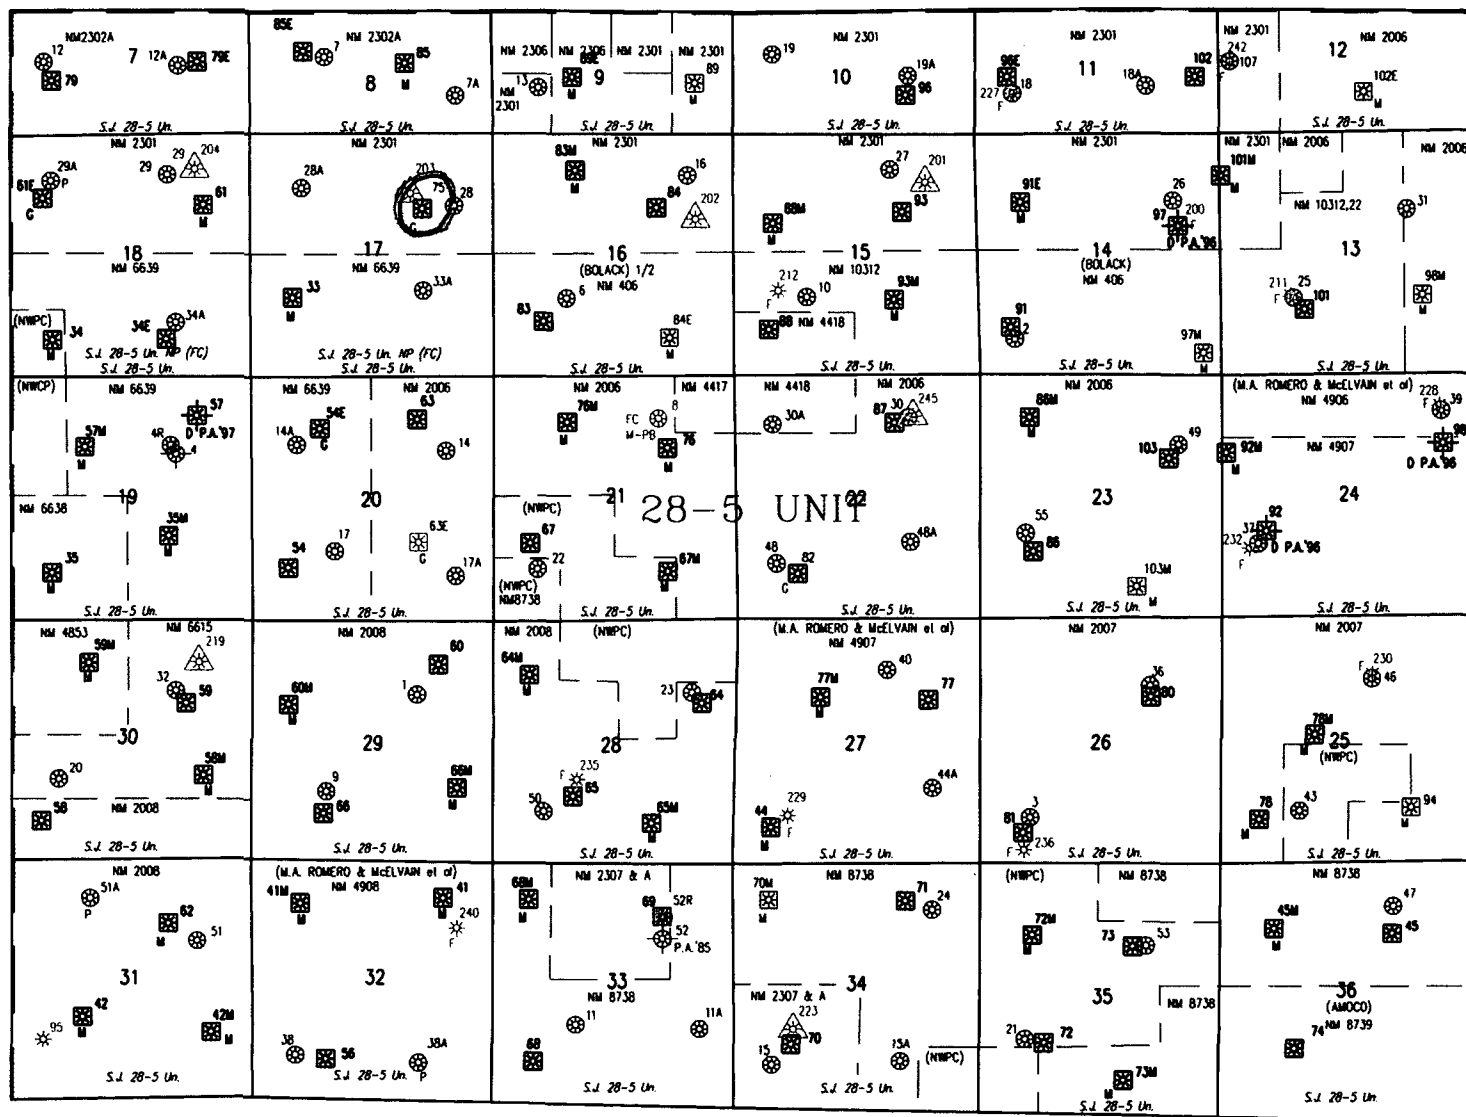 NM2302A
12
7
12A
79E
79
M
S.J. 28-5 Un.
85E
NM 2302A
7
85
M
8
7A
S.J. 28-5 Un.
NM 2306
NM 2306
NM 2301
NM 2301
89E
13
9
89
M
M
NM
2301
S.J. 28-5 Un.
19
NM 2301
19A
10
96
S.J. 28-5 Un.
NM 2301
96E
11
102
18A
18
227
F
S.J. 28-5 Un.
NM 2301
242
107
F
12
NM 2006
102E
M
S.J. 28-5 Un.
NM 2301
29A
P
29
29
204
61E
G
61
M
18
(NWPC)
34
M
34A
34E
S.J. 28-5 Un. NP (FC)
S.J. 28-5 Un.
NM 6639
NM 2301
28A
203
75
28
G
17
NM 6639
33
M
33A
S.J. 28-5 Un. NP (FC)
S.J. 28-5 Un.
NM 2301
83M
M
16
84
202
16
(BOLACK) 1/2
NM 406
6
83
84E
M
S.J. 28-5 Un.
NM 2301
27
201
88M
M
93
15
NM 10312
212
F
10
93M
M
88
NM 4418
S.J. 28-5 Un.
NM 2301
91E
M
26
97
200
F
D P.A.'96
14
(BOLACK)
NM 406
91
2
97M
M
S.J. 28-5 Un.
NM 2301
NM 2006
NM 2006
101M
M
NM 10312,22
31
13
211
F
25
101
98M
M
S.J. 28-5 Un.
(NWCP)
NM 6639
57
D P.A.'97
57M
M
4R
4
19
NM 6638
35M
M
35
M
S.J. 28-5 Un.
NM 6639
NM 2006
54E
G
14A
63
14
20
17
54
63E
G
17A
S.J. 28-5 Un.
NM 2006
NM 4417
76M
M
8
FC
M-PB
76
M
21
(NWPC)
67
22
67M
M
(NWPC)
NM8738
S.J. 28-5 Un.
28-5 UNIT
NM 4418
NM 2006
30A
87
30
245
22
48
82
G
48A
S.J. 28-5 Un.
NM 2006
86M
M
49
103
23
55
86
103M
M
S.J. 28-5 Un.
(M.A. ROMERO & McELVAIN et al)
NM 4906
228
F
39
NM 4907
92M
M
98
D P.A.'96
24
92
37
232
F
D P.A.'96
S.J. 28-5 Un.
NM 4853
NM 6615
59M
M
219
32
59
30
20
58M
M
58
NM 2008
S.J. 28-5 Un.
NM 2008
60
1
60M
M
29
9
66
66M
M
S.J. 28-5 Un.
NM 2008
(NWPC)
64M
M
23
64
28
235
F
65
50
65M
M
S.J. 28-5 Un.
(M.A. ROMERO & McELVAIN et al)
NM 4907
40
77M
M
77
27
44A
229
F
44
M
S.J. 28-5 Un.
NM 2007
36
80
26
3
81
236
F
S.J. 28-5 Un.
NM 2007
230
F
46
78M
M
25
(NWPC)
78
M
43
94
M
S.J. 28-5 Un.
NM 2008
51A
P
62
M
51
31
42
M
95
42M
M
S.J. 28-5 Un.
(M.A. ROMERO & McELVAIN et al)
NM 4908
41M
M
41
M
240
F
32
38
56
38A
P
S.J. 28-5 Un.
NM 2307 & A
68M
M
69
52R
52
P.A.'85
33
NM 8738
11
11A
68
S.J. 28-5 Un.
NM 8738
70M
M
71
24
34
NM 2307 & A
223
70
15
15A
(NWPC)
S.J. 28-5 Un.
(NWPC)
NM 8738
72M
M
73
53
35
NM 8738
21
72
73M
M
S.J. 28-5 Un.
NM 8738
47
45M
M
45
36
(AMOCO)
NM 8739
74
S.J. 28-5 Un.